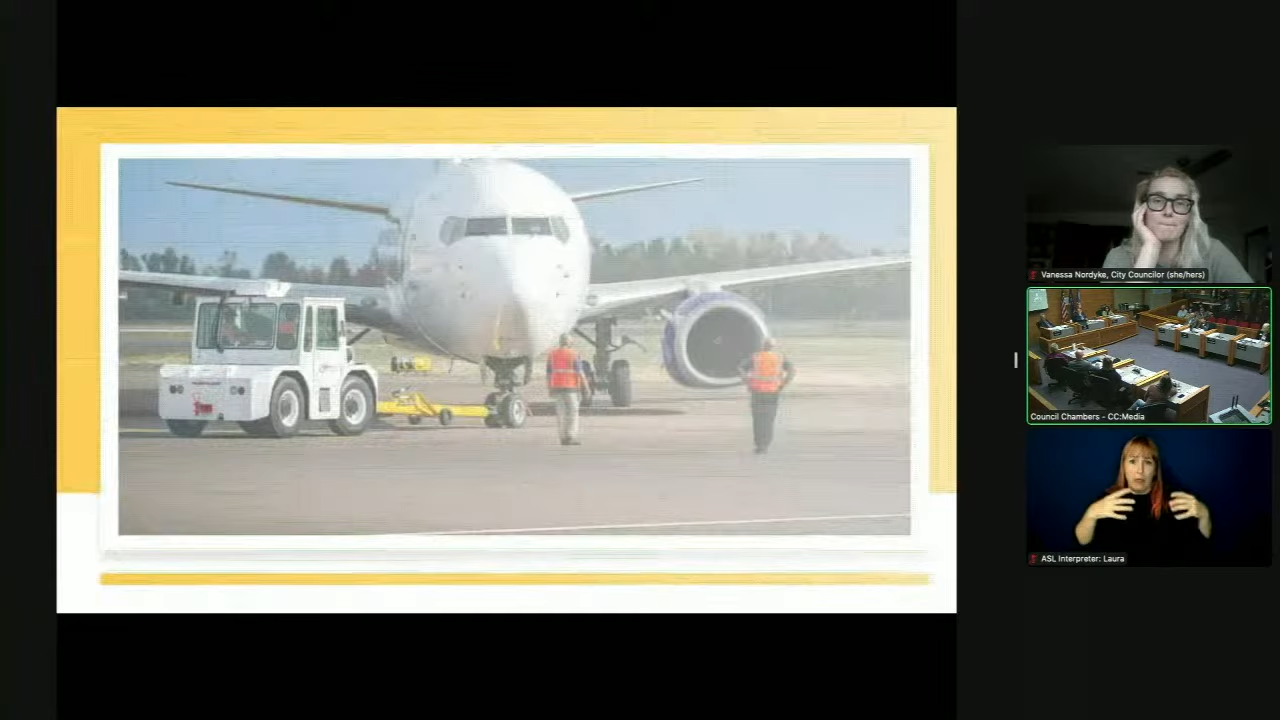 Vanessa Nordyke, City Councilor (she/hers)
Council Chambers - CC:Media
ASL Interpreter: Laura